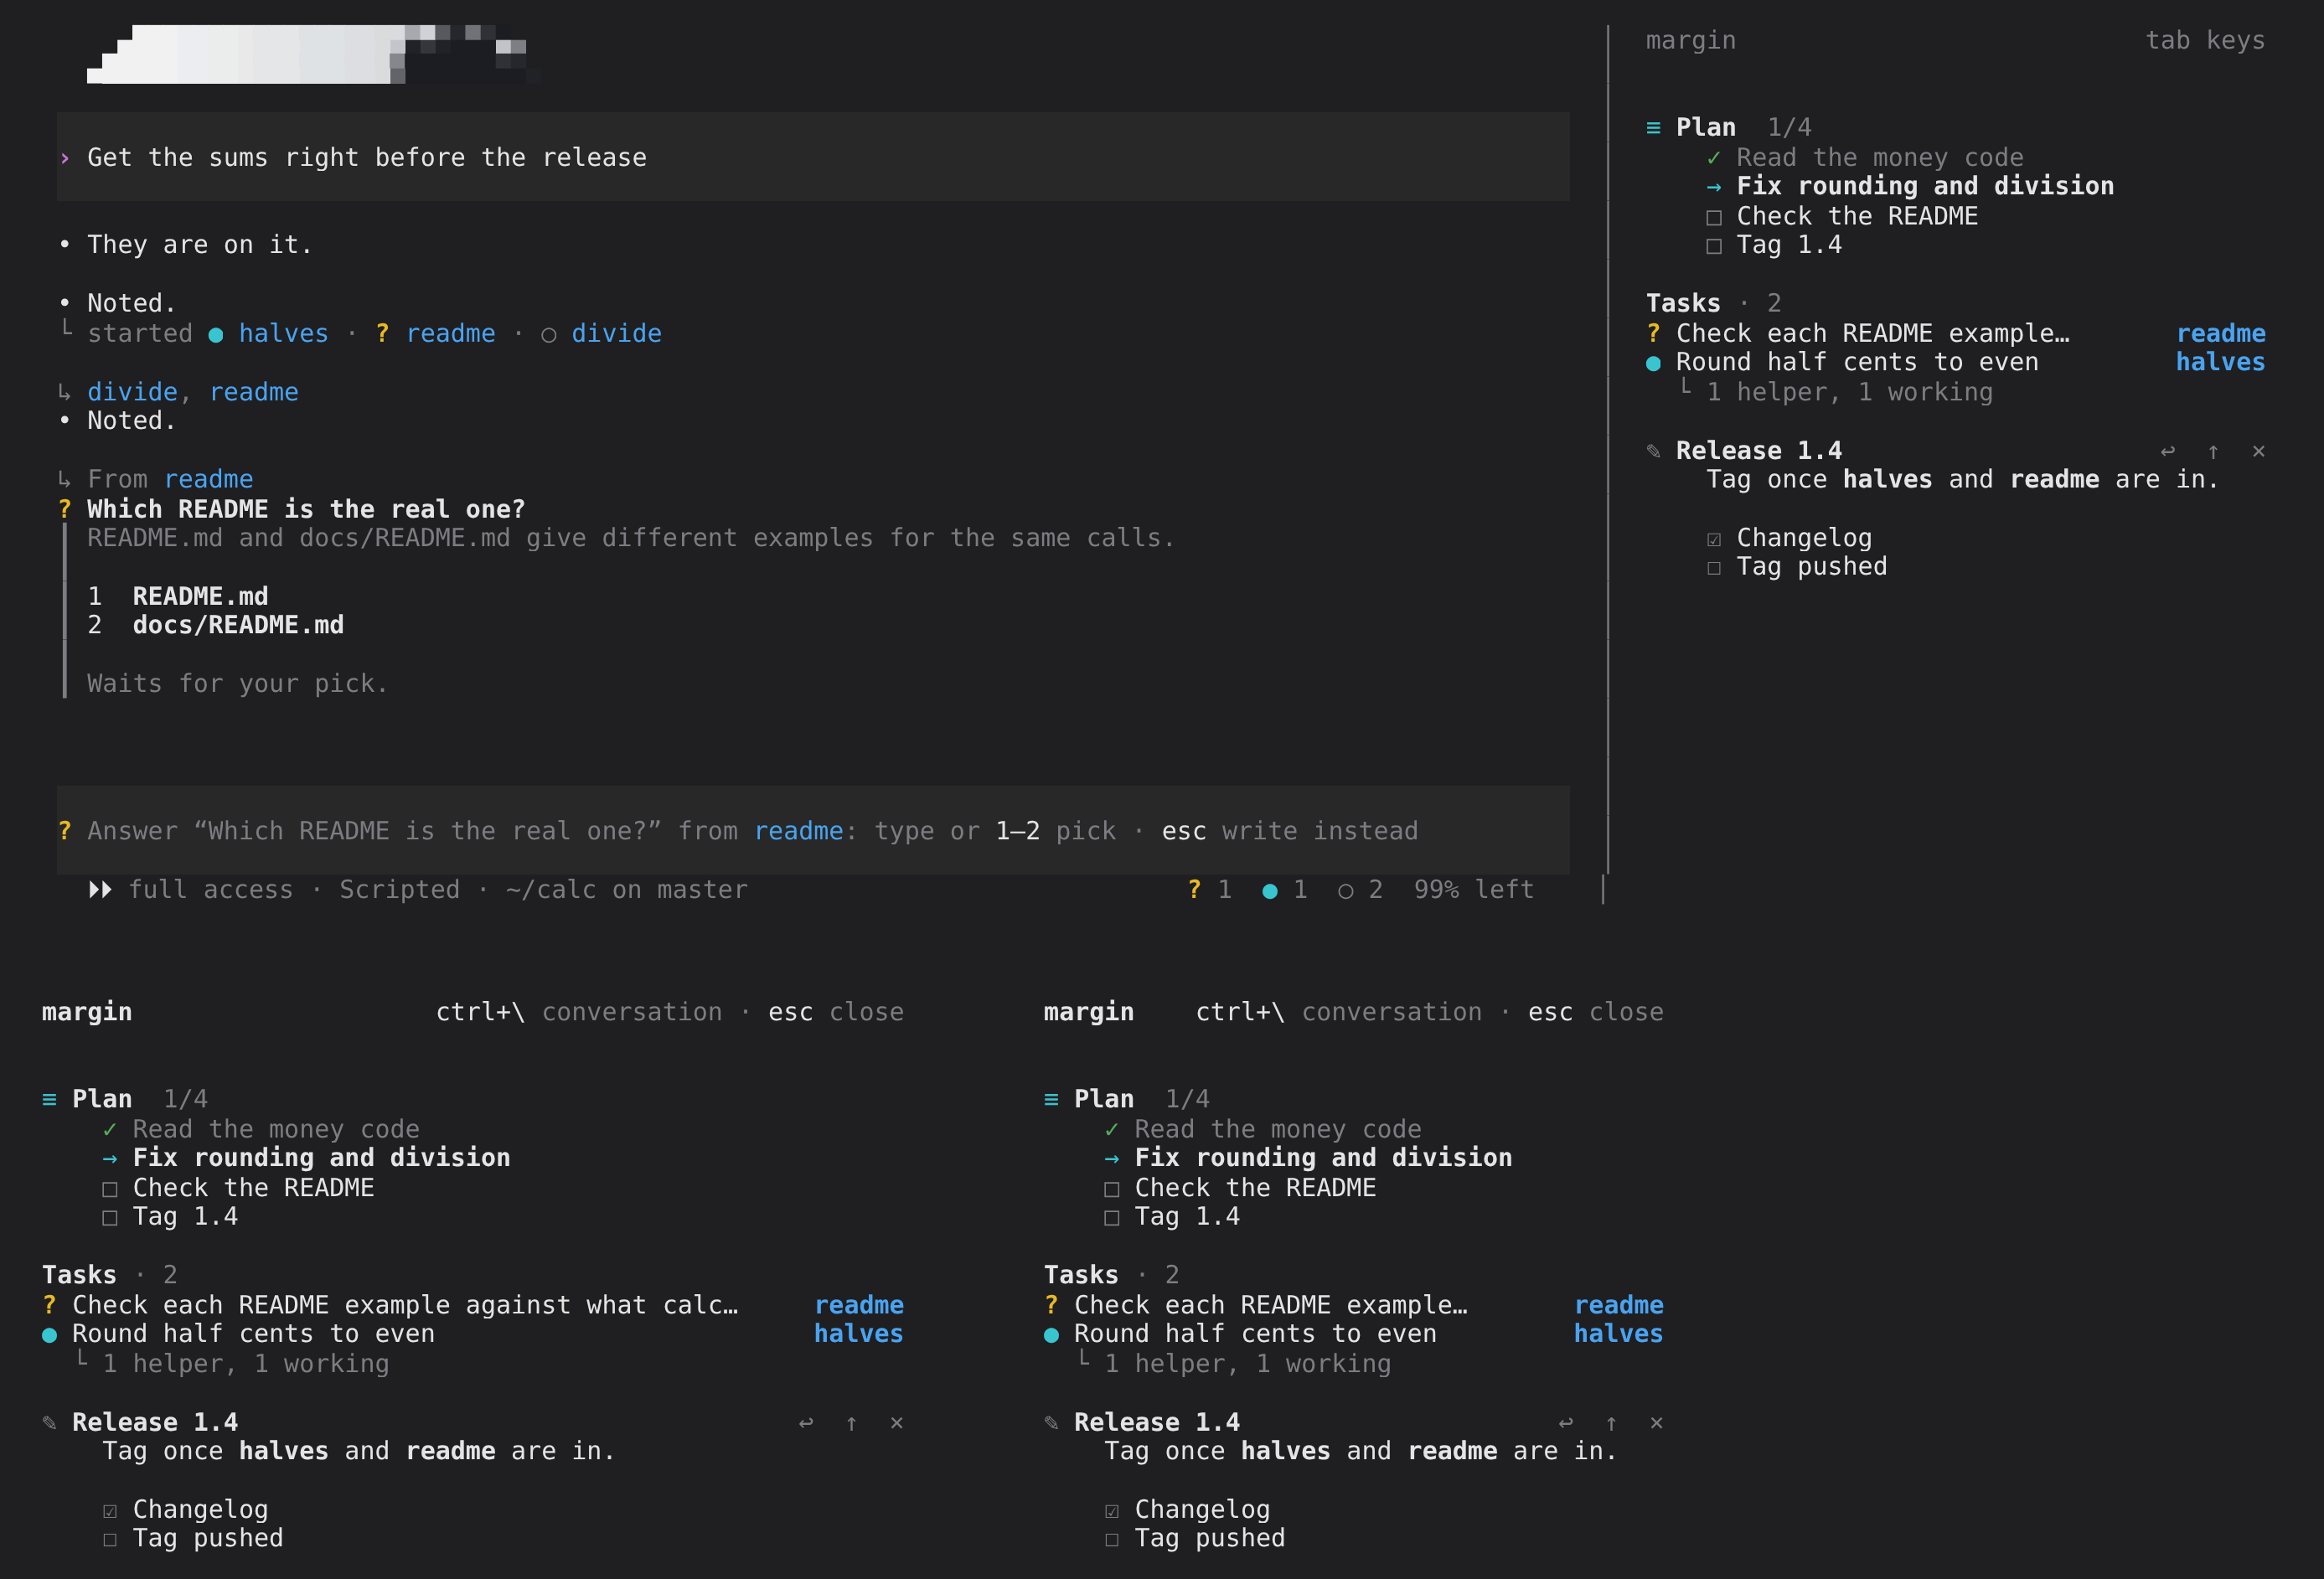 margin tab keys
› Get the sums right before the release
• They are on it.
• Noted.
└ started ● halves · ? readme · ○ divide
↳ divide, readme
• Noted.
↳ From readme
? Which README is the real one?
README.md and docs/README.md give different examples for the same calls.
1 README.md
2 docs/README.md
Waits for your pick.
? Answer “Which README is the real one?” from readme: type or 1–2 pick · esc write instead
full access · Scripted · ~/calc on master ? 1 ● 1 ○ 2 99% left
≡ Plan 1/4
✓ Read the money code
→ Fix rounding and division
□ Check the README
□ Tag 1.4
Tasks · 2
? Check each README example… readme
● Round half cents to even halves
└ 1 helper, 1 working
✎ Release 1.4 ↩ ↑ ×
Tag once halves and readme are in.
☑ Changelog
☐ Tag pushed
margin ctrl+\ conversation · esc close
≡ Plan 1/4
✓ Read the money code
→ Fix rounding and division
□ Check the README
□ Tag 1.4
Tasks · 2
? Check each README example against what calc… readme
● Round half cents to even halves
└ 1 helper, 1 working
✎ Release 1.4 ↩ ↑ ×
Tag once halves and readme are in.
☑ Changelog
☐ Tag pushed
margin ctrl+\ conversation · esc close
≡ Plan 1/4
✓ Read the money code
→ Fix rounding and division
□ Check the README
□ Tag 1.4
Tasks · 2
? Check each README example… readme
● Round half cents to even halves
└ 1 helper, 1 working
✎ Release 1.4 ↩ ↑ ×
Tag once halves and readme are in.
☑ Changelog
☐ Tag pushed